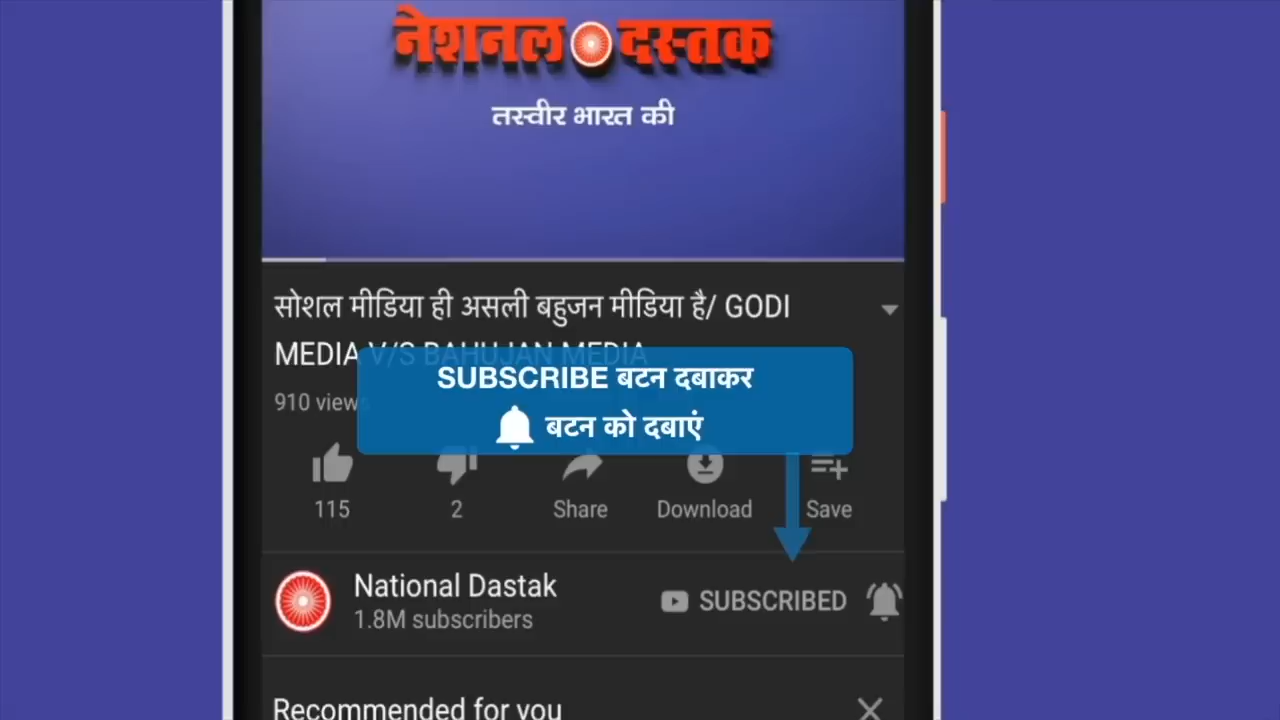 नेशनल दस्तक
तस्वीर भारत की
सोशल मीडिया ही असली बहुजन मीडिया है/ GODI
MEDIA V/S BAHUJAN MEDIA
SUBSCRIBE बटन दबाकर
910 views
बटन को दबाएं
115
2
Share
Download
Save
National Dastak
SUBSCRIBED
1.8M subscribers
Recommended for you